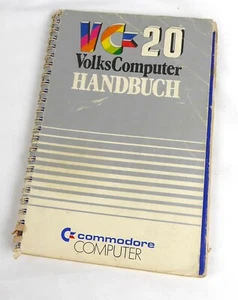 VC-20
VolksComputer
HANDBUCH
commodore
COMPUTER